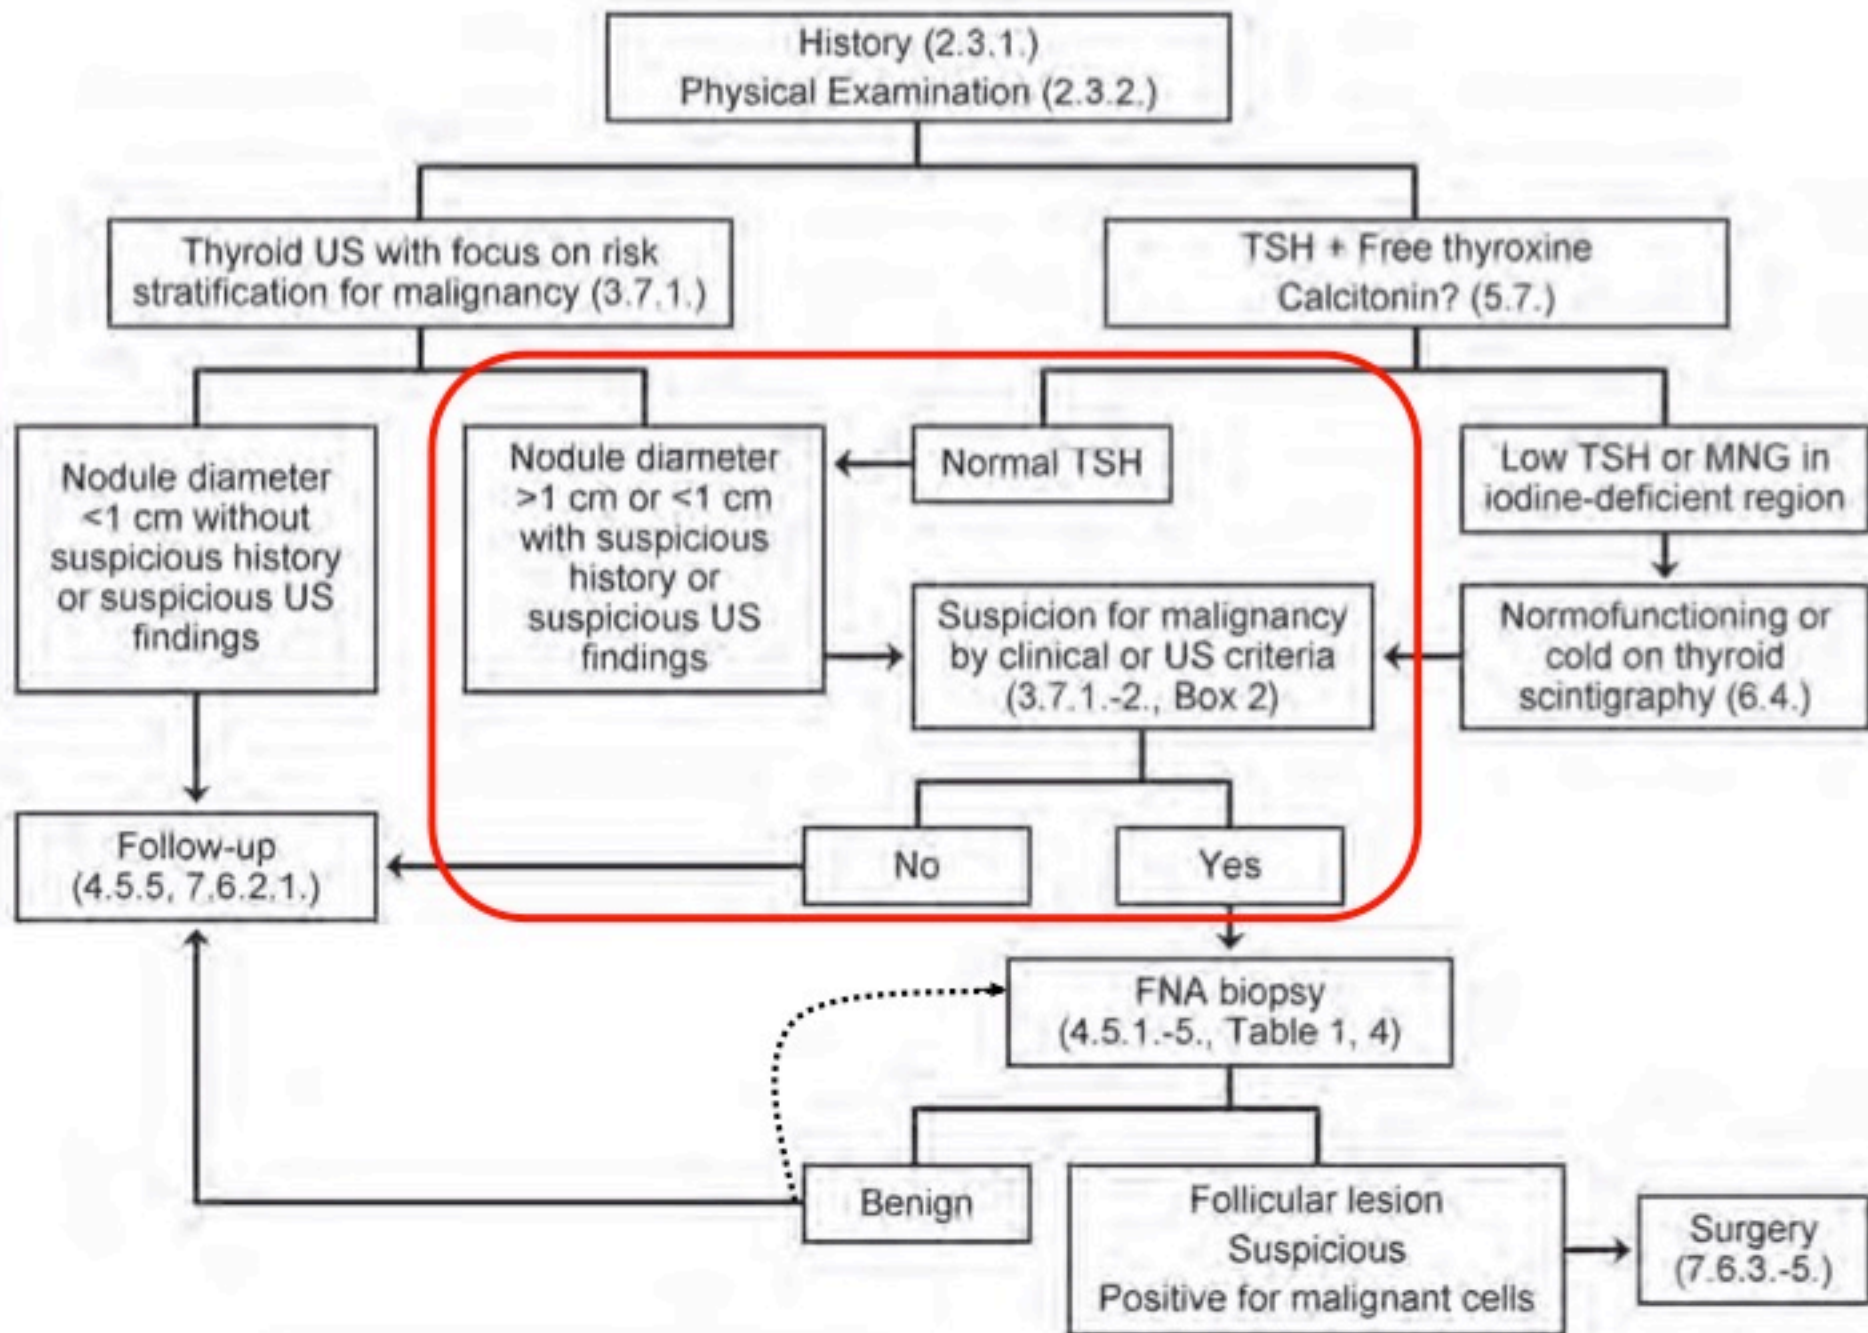 History (2.3.1.)
Physical Examination (2.3.2.)
Thyroid US with focus on risk
stratification for malignancy (3.7.1.)
TSH + Free thyroxine
Calcitonin? (5.7.)
Nodule diameter
<1 cm without
suspicious history
or suspicious US
findings
Nodule diameter
>1 cm or <1 cm
with suspicious
history or
suspicious US
findings
Normal TSH
Low TSH or MNG in
iodine-deficient region
Suspicion for malignancy
by clinical or US criteria
(3.7.1.-2., Box 2)
Normofunctioning or
cold on thyroid
scintigraphy (6.4.)
Follow-up
(4.5.5, 7.6.2.1.)
No
Yes
FNA biopsy
(4.5.1.-5., Table 1, 4)
Benign
Follicular lesion
Suspicious
Positive for malignant cells
Surgery
(7.6.3.-5.)